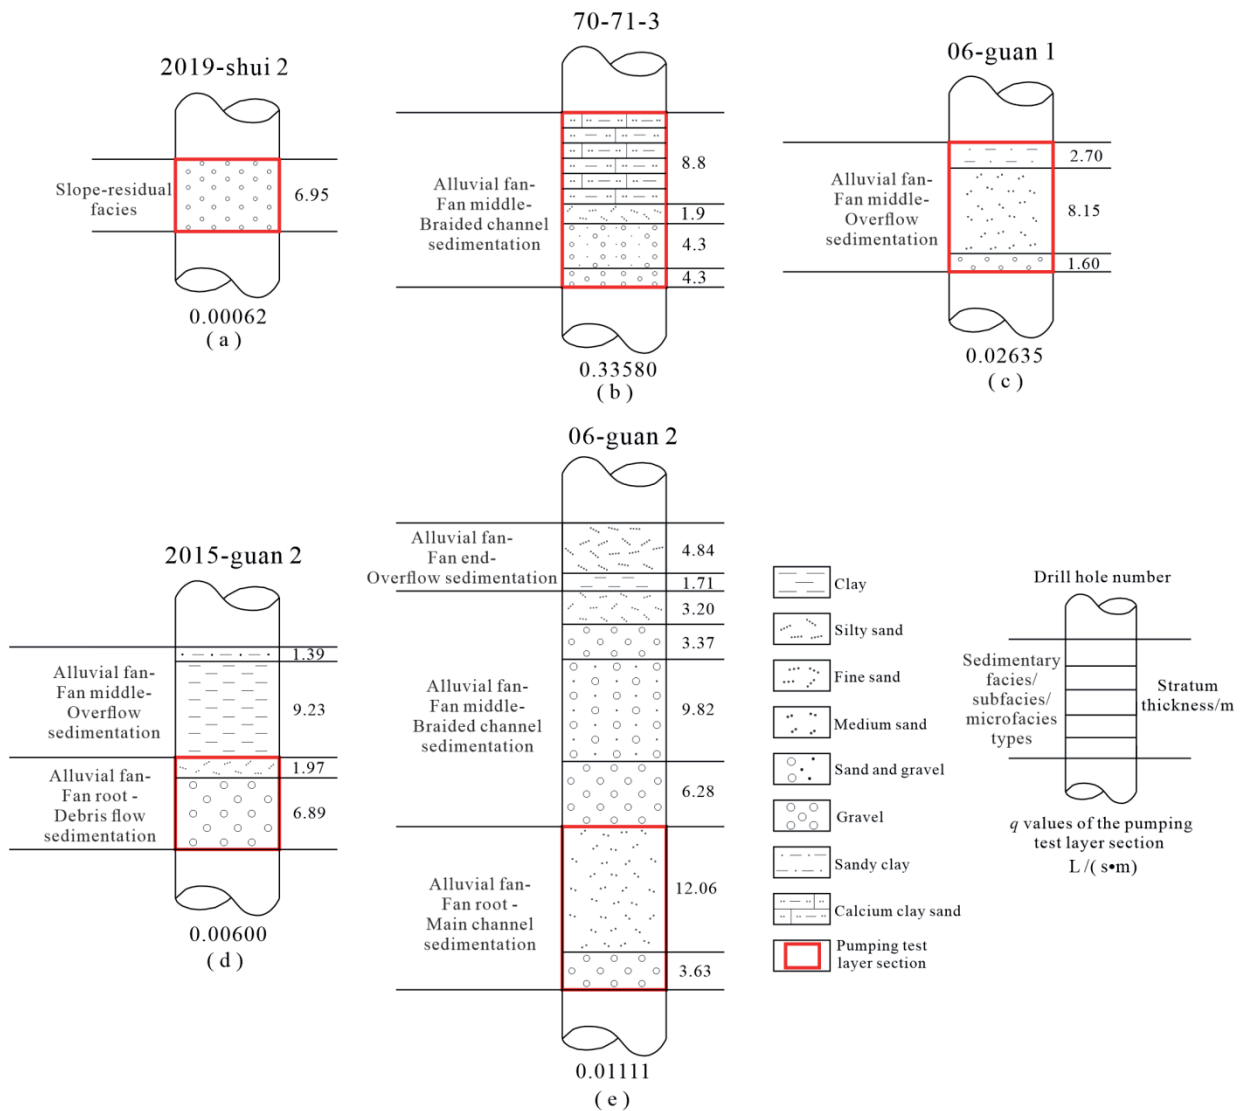 2019-shui 2
Slope-residual
facies
6.95
0.00062
( a )
70-71-3
Alluvial fan-
Fan middle-
Braided channel
sedimentation
8.8
1.9
4.3
4.3
0.33580
( b )
06-guan 1
Alluvial fan-
Fan middle-
Overflow
sedimentation
2.70
8.15
1.60
0.02635
( c )
2015-guan 2
Alluvial fan-
Fan middle-
Overflow
sedimentation
Alluvial fan-
Fan root -
Debris flow
sedimentation
1.39
9.23
1.97
6.89
0.00600
( d )
06-guan 2
Alluvial fan-
Fan end-
Overflow sedimentation
Alluvial fan-
Fan middle-
Braided channel
sedimentation
Alluvial fan-
Fan root -
Main channel
sedimentation
4.84
1.71
3.20
3.37
9.82
6.28
12.06
3.63
0.01111
( e )
Clay
Silty sand
Fine sand
Medium sand
Sand and gravel
Gravel
Sandy clay
Calcium clay sand
Pumping test
layer section
Drill hole number
Sedimentary
facies/
subfacies/
microfacies
types
Stratum
thickness/m
q values of the pumping
test layer section
L /( s•m)